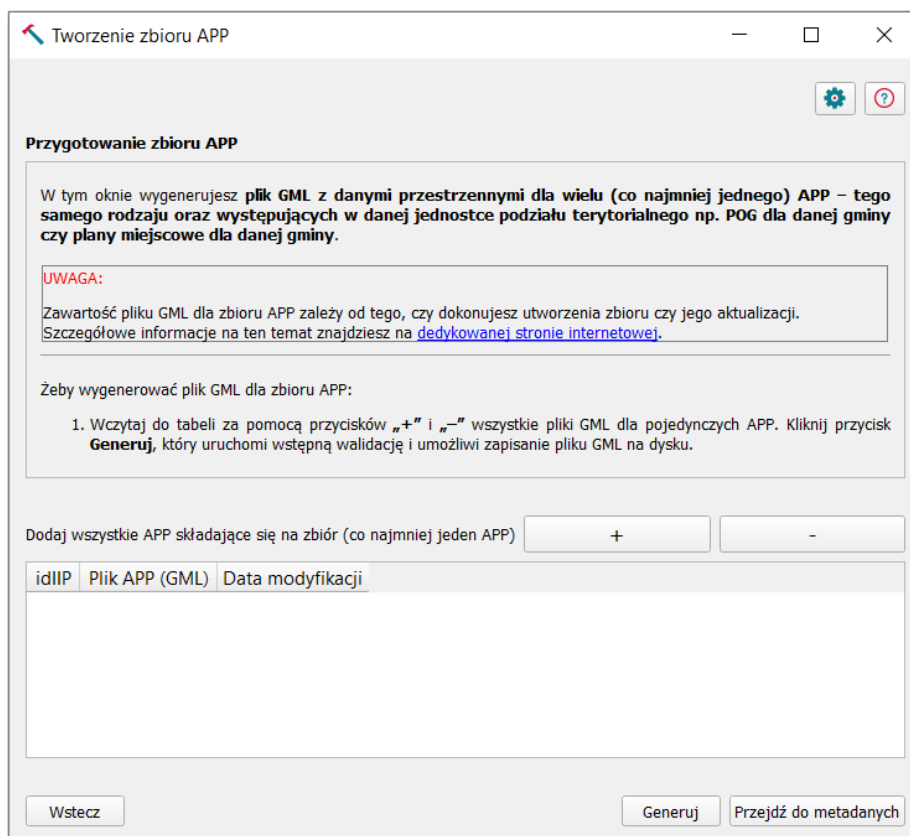 Tworzenie zbioru APP
Przygotowanie zbioru APP
W tym oknie wygenerujesz plik GML z danymi przestrzennymi dla wielu (co najmniej jednego) APP – tego
samego rodzaju oraz występujących w danej jednostce podziału terytorialnego np. POG dla danej gminy
czy plany miejscowe dla danej gminy.
UWAGA:
Zawartość pliku GML dla zbioru APP zależy od tego, czy dokonujesz utworzenia zbioru czy jego aktualizacji.
Szczegółowe informacje na ten temat znajdziesz na dedykowanej stronie internetowej.
Żeby wygenerować plik GML dla zbioru APP:
1. Wczytaj do tabeli za pomocą przycisków „+” i „−” wszystkie pliki GML dla pojedynczych APP. Kliknij przycisk
Generuj, który uruchomi wstępną walidację i umożliwi zapisanie pliku GML na dysku.
Dodaj wszystkie APP składające się na zbiór (co najmniej jeden APP) + -
idIIP Plik APP (GML) Data modyfikacji
Wstecz Generuj Przejdź do metadanych